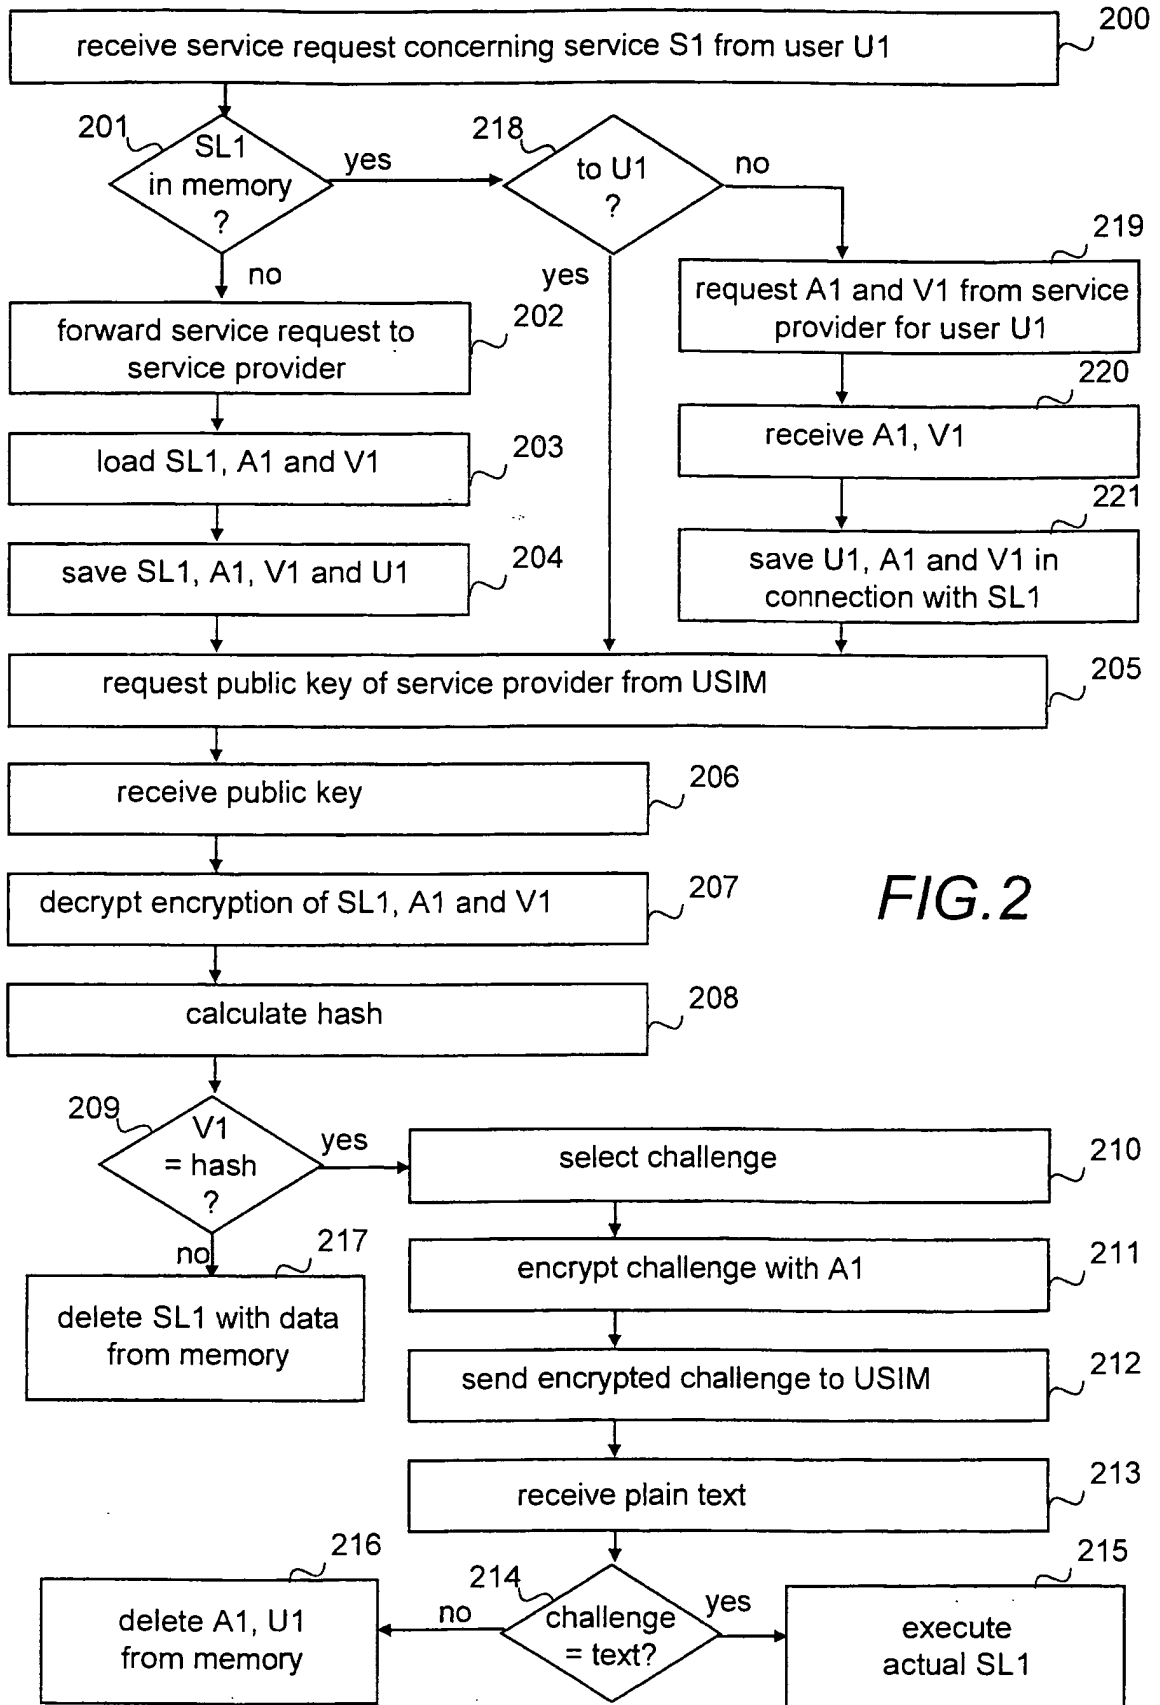 receive service request concerning service S1 from user U1
200
201
SL1
in memory
?
yes
218
to U1
?
no
no
yes
219
request A1 and V1 from service
provider for user U1
forward service request to
service provider
202
220
receive A1, V1
load SL1, A1 and V1
203
221
save U1, A1 and V1 in
connection with SL1
save SL1, A1, V1 and U1
204
request public key of service provider from USIM
205
receive public key
206
decrypt encryption of SL1, A1 and V1
207
FIG.2
calculate hash
208
209
V1
= hash
?
yes
select challenge
210
no
217
delete SL1 with data
from memory
encrypt challenge with A1
211
send encrypted challenge to USIM
212
receive plain text
213
216
delete A1, U1
from memory
no
214
challenge
= text?
yes
215
execute
actual SL1